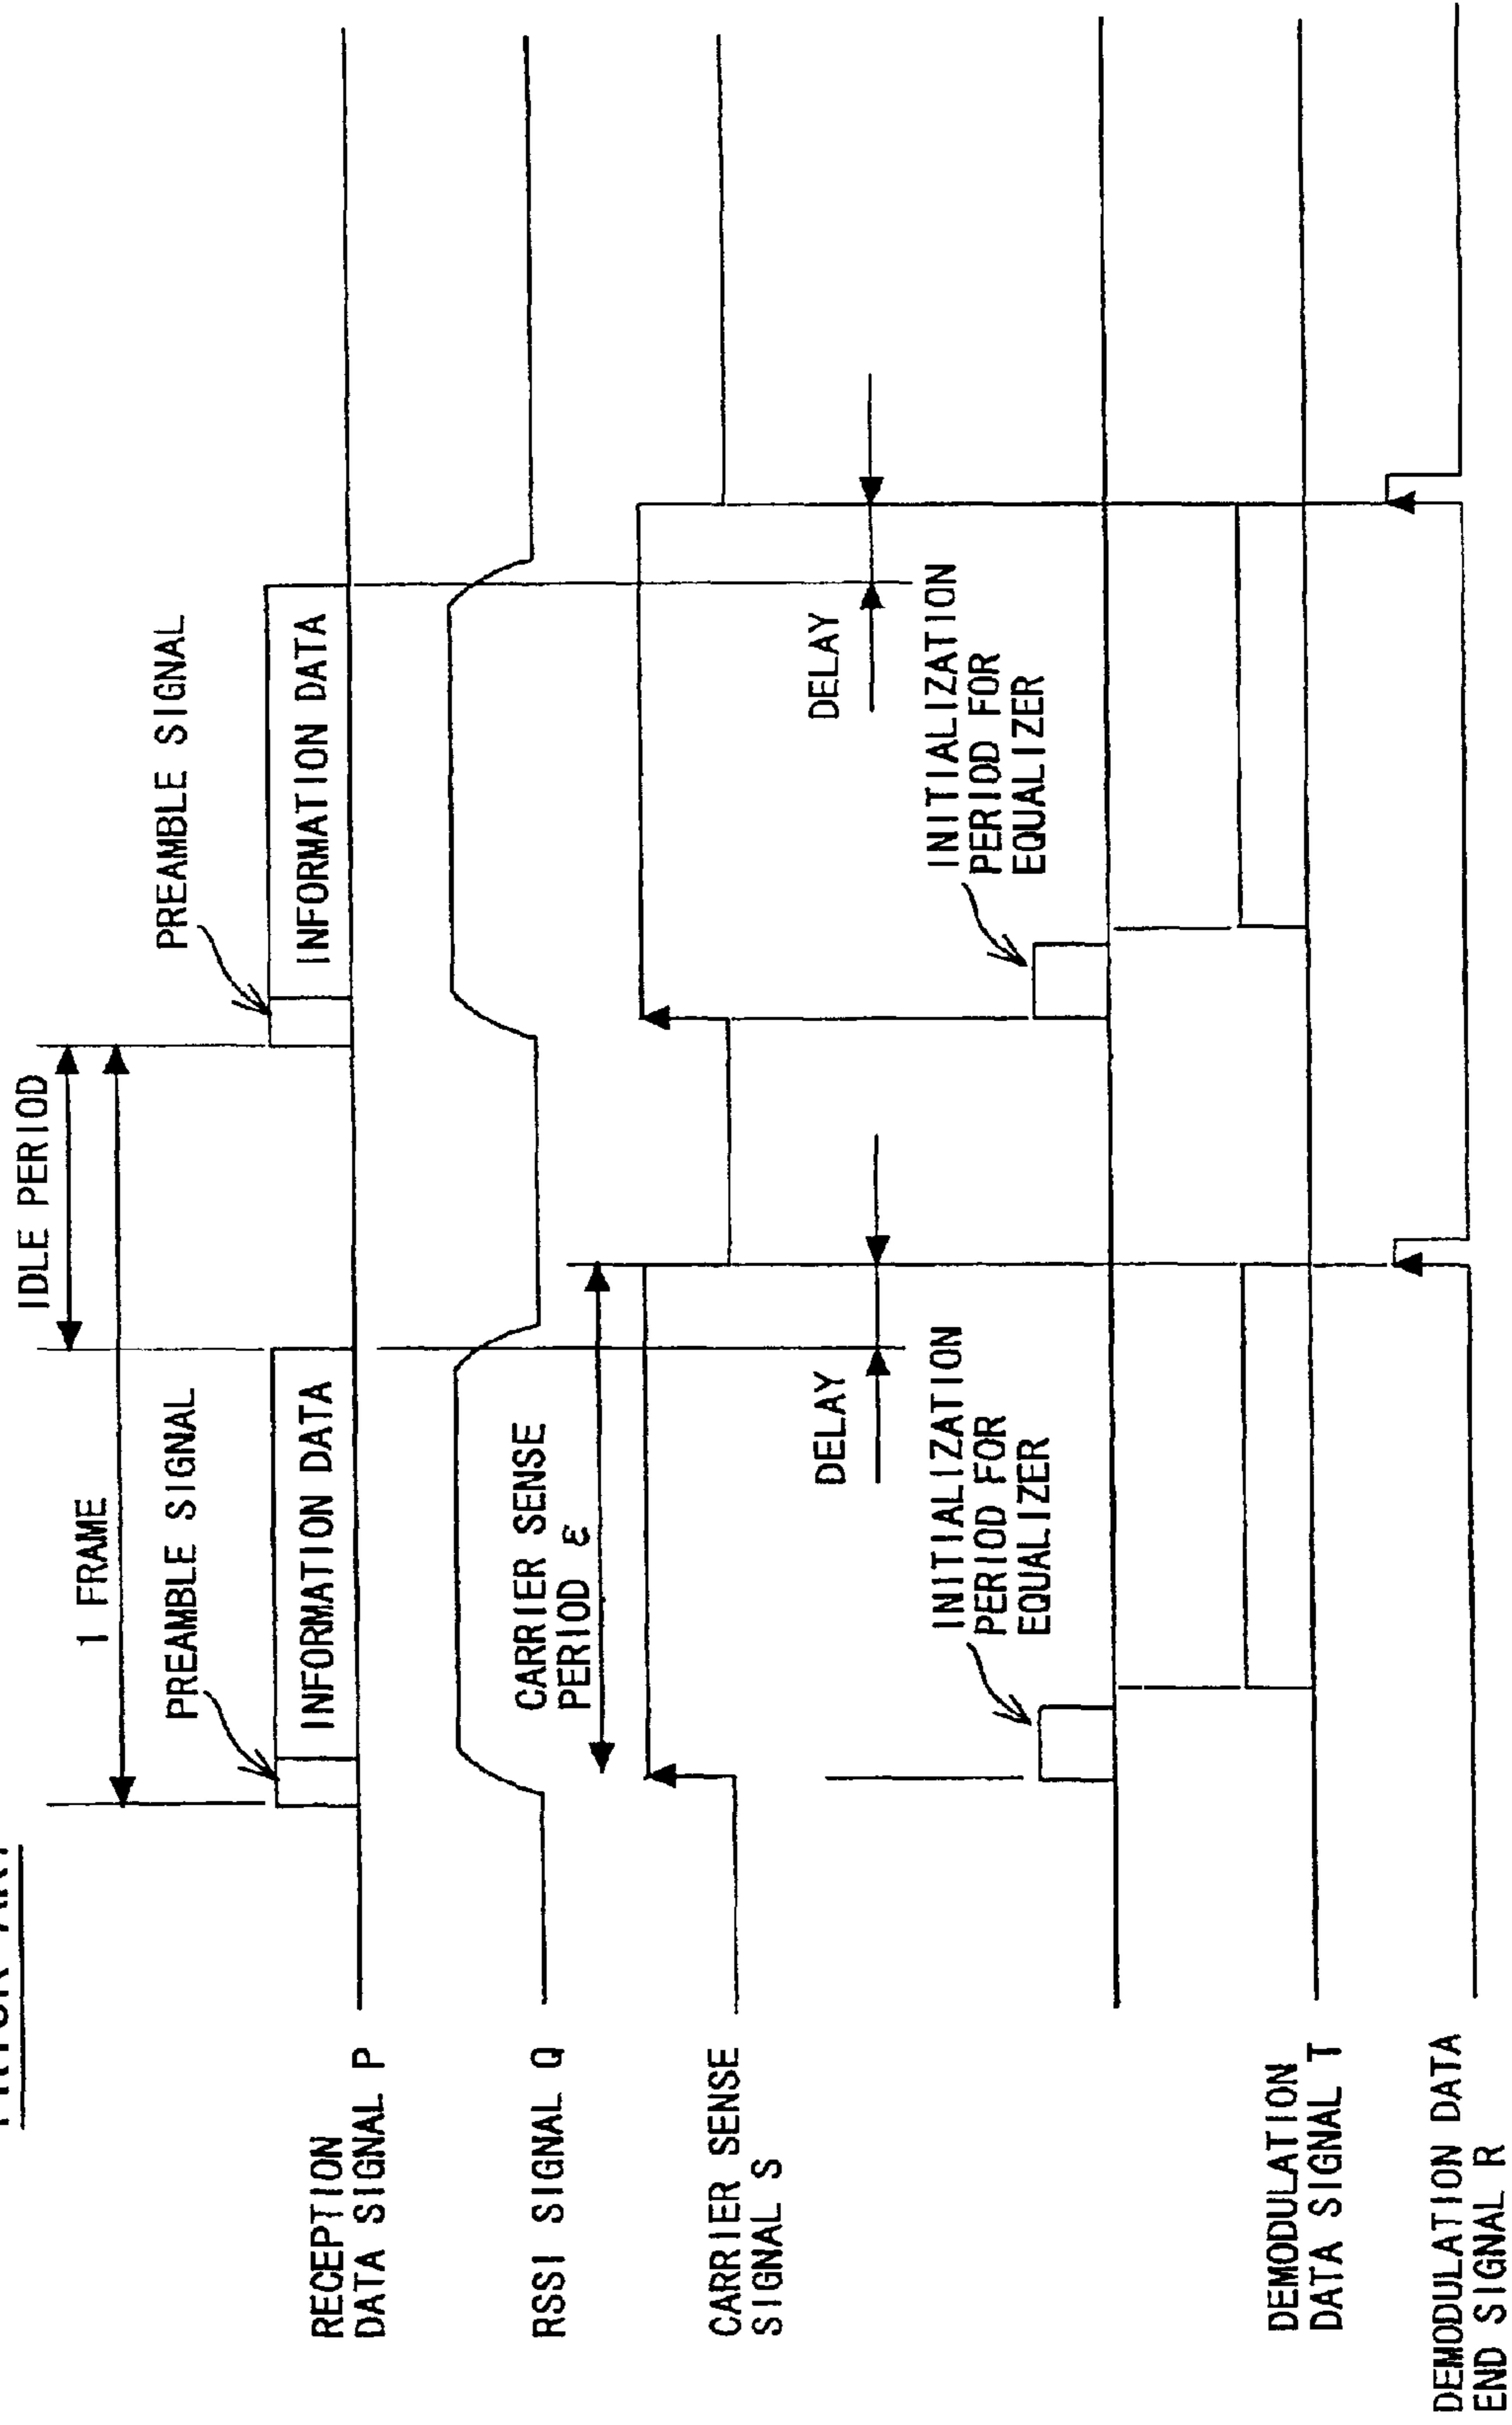 PRIOR ART
IDLE PERIOD
1 FRAME
PREAMBLE SIGNAL
PREAMBLE SIGNAL
RECEPTION
DATA SIGNAL P
INFORMATION DATA
INFORMATION DATA
RSSI SIGNAL Q
CARRIER SENSE
PERIOD ε
CARRIER SENSE
SIGNAL S
DELAY
DELAY
INITIALIZATION
PERIOD FOR
EQUALIZER
INITIALIZATION
PERIOD FOR
EQUALIZER
DEMODULATION
DATA SIGNAL T
DEMODULATION DATA
END SIGNAL R